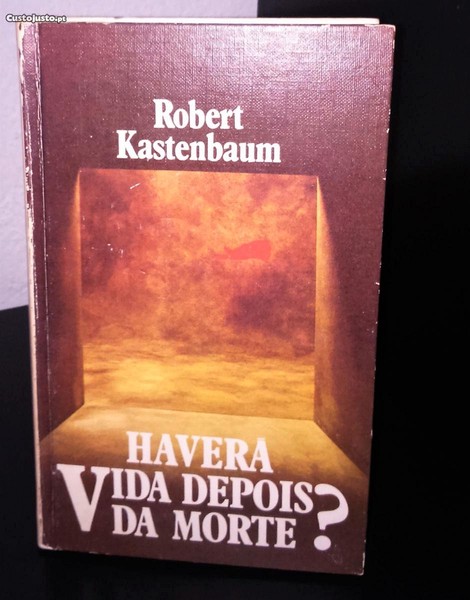 CustoJusto.pt
Robert
Kastenbaum
HAVERÁ
VIDA DEPOIS
DA MORTE?